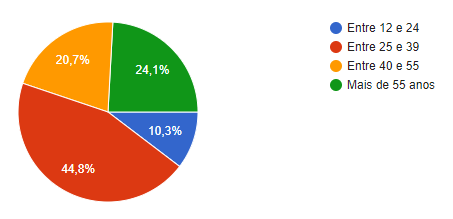 20,7%
24,1%
10,3%
44,8%
Entre 12 e 24
Entre 25 e 39
Entre 40 e 55
Mais de 55 anos